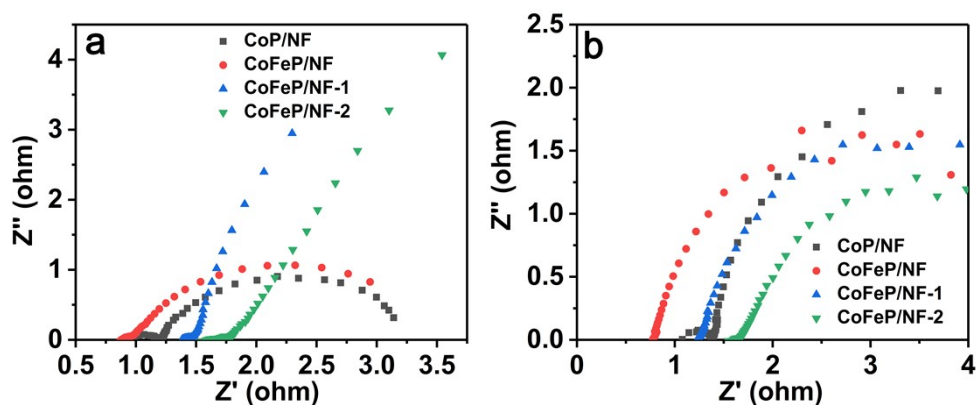 a
CoP/NF
CoFeP/NF
CoFeP/NF-1
CoFeP/NF-2
4
3
2
1
0
Z'' (ohm)
0.5 1.0 1.5 2.0 2.5 3.0 3.5
Z' (ohm)
b
2.5
2.0
1.5
1.0
0.5
0.0
Z'' (ohm)
CoP/NF
CoFeP/NF
CoFeP/NF-1
CoFeP/NF-2
0 1 2 3 4
Z' (ohm)